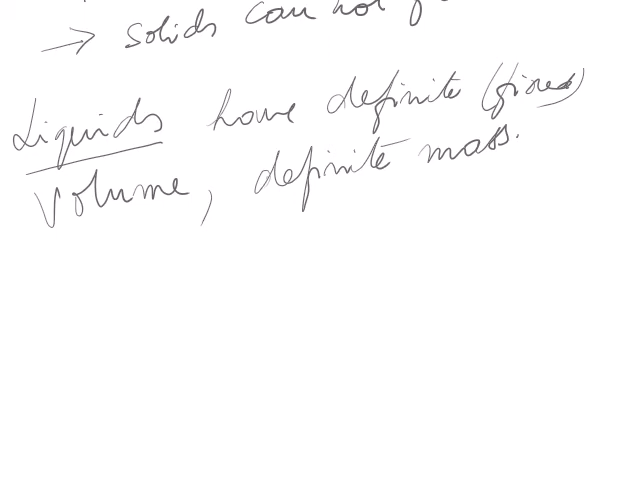 → solids can not
Liquids have definite (fixed)
volume, definite mass.